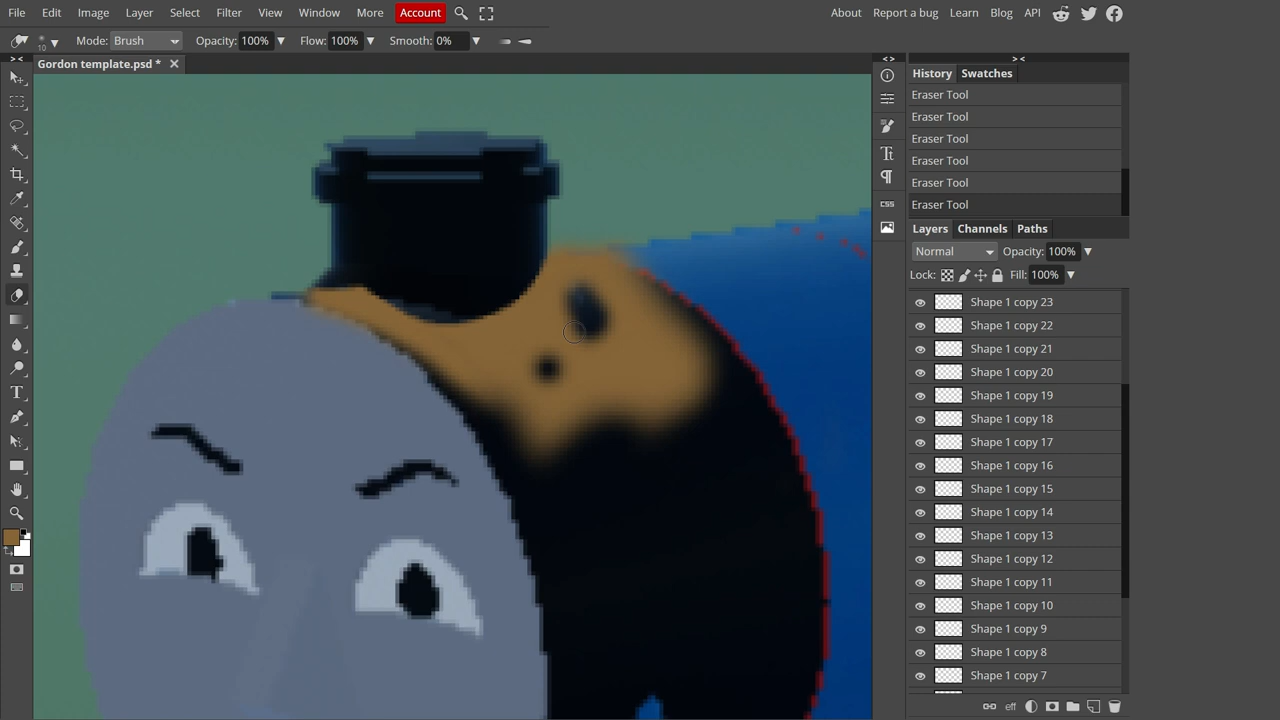 File Edit Image Layer Select Filter View Window More Account About Report a bug Learn Blog API
10 Mode: Brush Opacity: 100% Flow: 100% Smooth: 0%
Gordon template.psd *
History Swatches
Eraser Tool
Eraser Tool
Eraser Tool
Eraser Tool
Eraser Tool
Eraser Tool
Layers Channels Paths
Normal Opacity: 100%
Lock: Fill: 100%
Shape 1 copy 23
Shape 1 copy 22
Shape 1 copy 21
Shape 1 copy 20
Shape 1 copy 19
Shape 1 copy 18
Shape 1 copy 17
Shape 1 copy 16
Shape 1 copy 15
Shape 1 copy 14
Shape 1 copy 13
Shape 1 copy 12
Shape 1 copy 11
Shape 1 copy 10
Shape 1 copy 9
Shape 1 copy 8
Shape 1 copy 7
CSS
eff